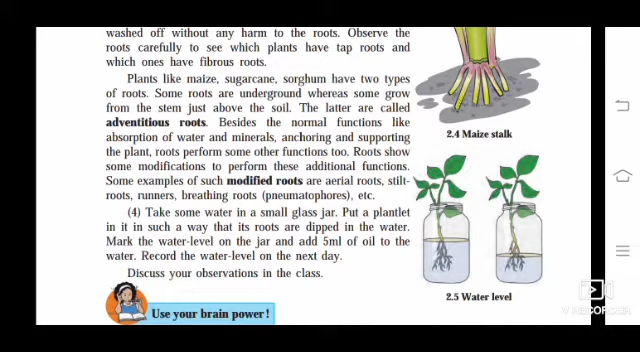 washed off without any harm to the roots. Observe the
roots carefully to see which plants have tap roots and
which ones have fibrous roots.
Plants like maize, sugarcane, sorghum have two types
of roots. Some roots are underground whereas some grow
from the stem just above the soil. The latter are called
adventitious roots. Besides the normal functions like
absorption of water and minerals, anchoring and supporting
the plant, roots perform some other functions too. Roots show
some modifications to perform these additional functions.
Some examples of such modified roots are aerial roots, stilt-
roots, runners, breathing roots (pneumatophores), etc.
(4) Take some water in a small glass jar. Put a plantlet
in it in such a way that its roots are dipped in the water.
Mark the water-level on the jar and add 5ml of oil to the
water. Record the water-level on the next day.
Discuss your observations in the class.
Use your brain power!
2.4 Maize stalk
2.5 Water level
V RECORDER